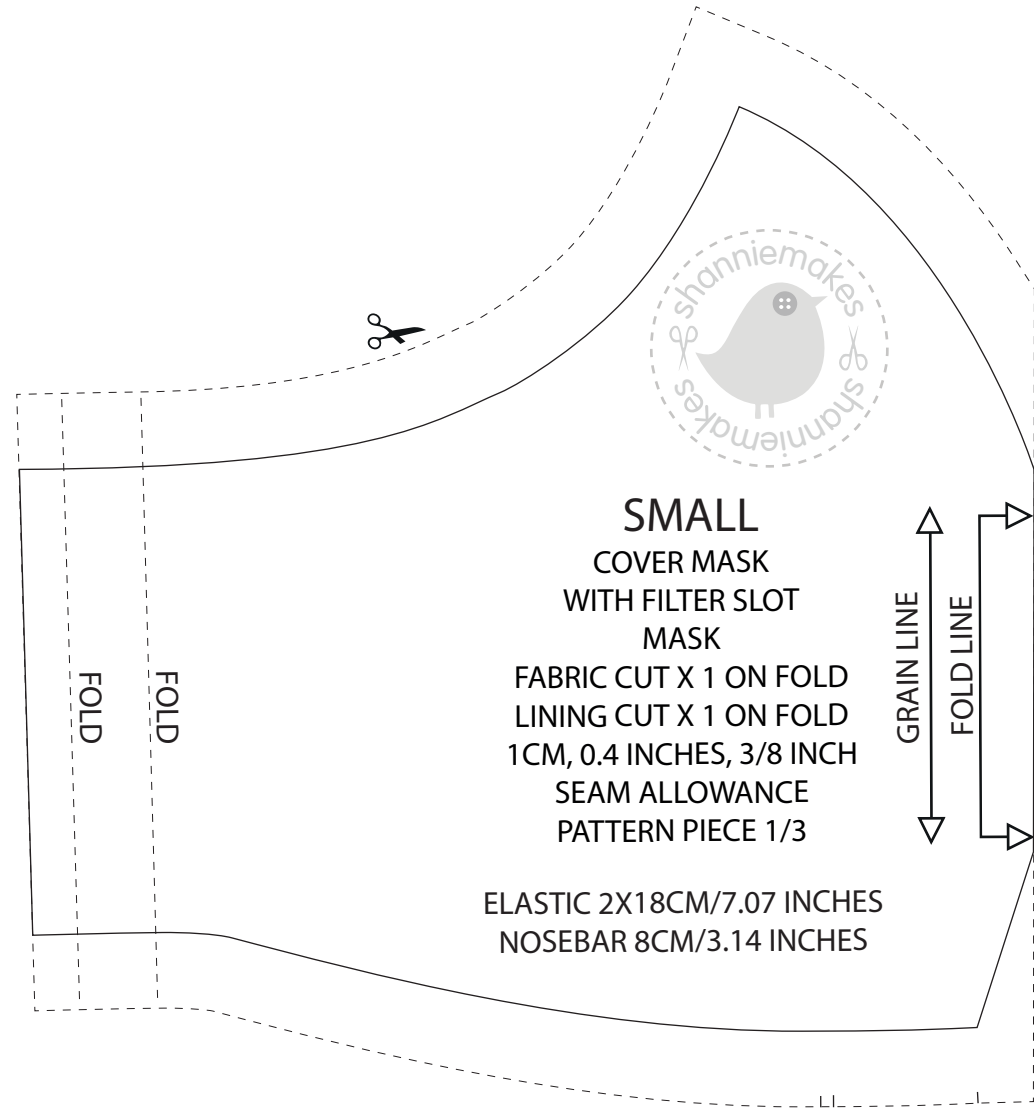 shanniemakes
shanniemakes
SMALL
COVER MASK
WITH FILTER SLOT
MASK
FABRIC CUT X 1 ON FOLD
LINING CUT X 1 ON FOLD
1CM, 0.4 INCHES, 3/8 INCH
SEAM ALLOWANCE
PATTERN PIECE 1/3
ELASTIC 2X18CM/7.07 INCHES
NOSEBAR 8CM/3.14 INCHES
GRAIN LINE
FOLD LINE
FOLD
FOLD